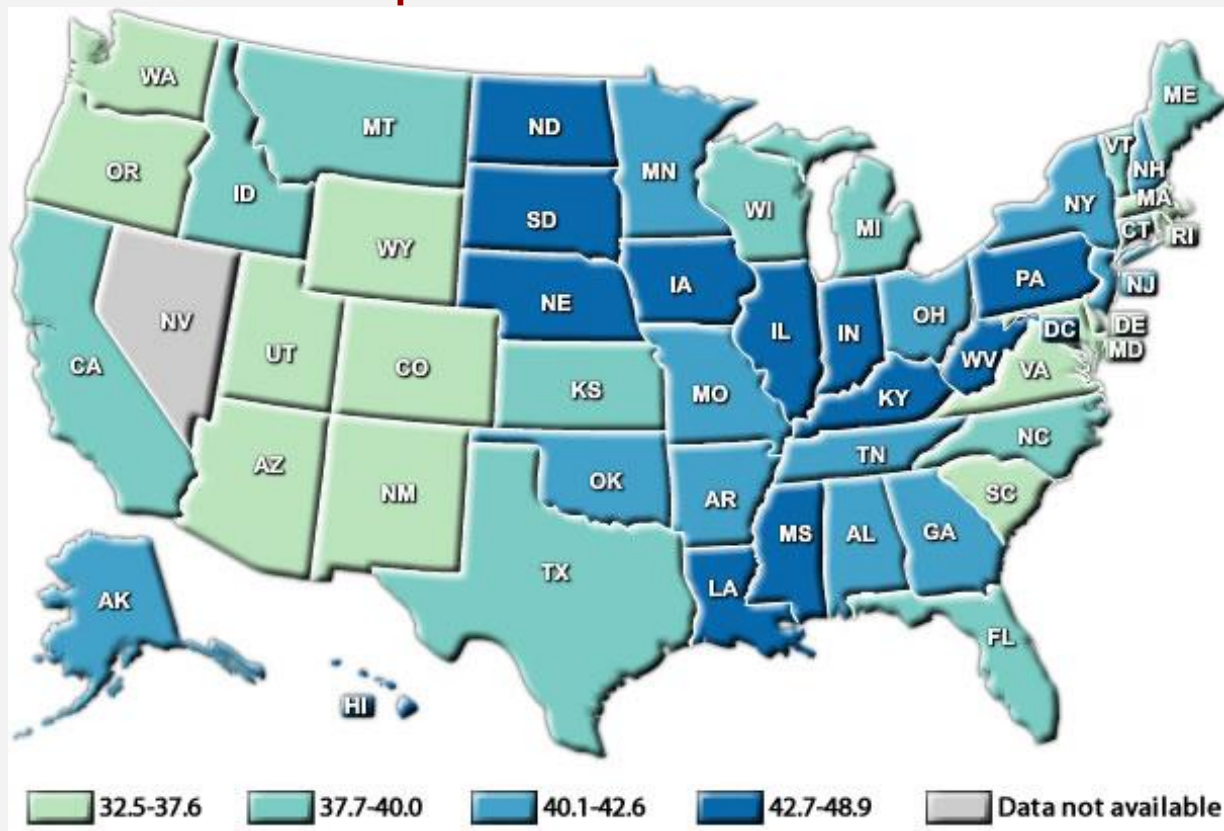 WA
MT
ND
MN
ME
VT
NH
OR
ID
SD
WI
MI
NY
MA
CT
RI
WY
NE
IA
PA
NJ
NV
UT
CO
IL
IN
OH
DC
DE
MD
CA
KS
MO
WV
VA
KY
AZ
NM
OK
AR
TN
NC
SC
TX
MS
AL
GA
LA
FL
AK
HI
32.5-37.6
37.7-40.0
40.1-42.6
42.7-48.9
Data not available